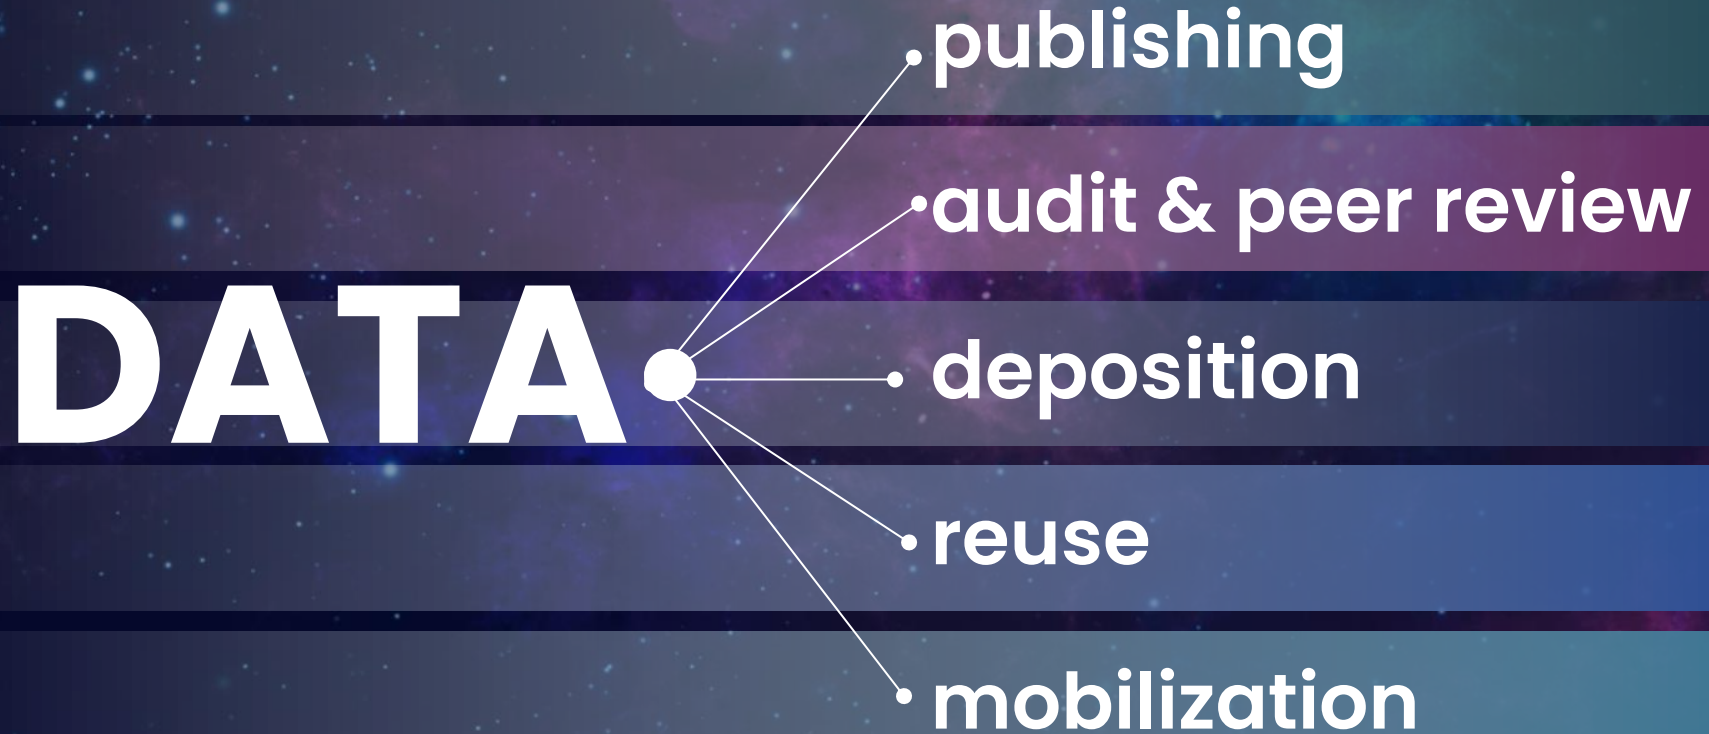 DATA
publishing
audit & peer review
deposition
reuse
mobilization